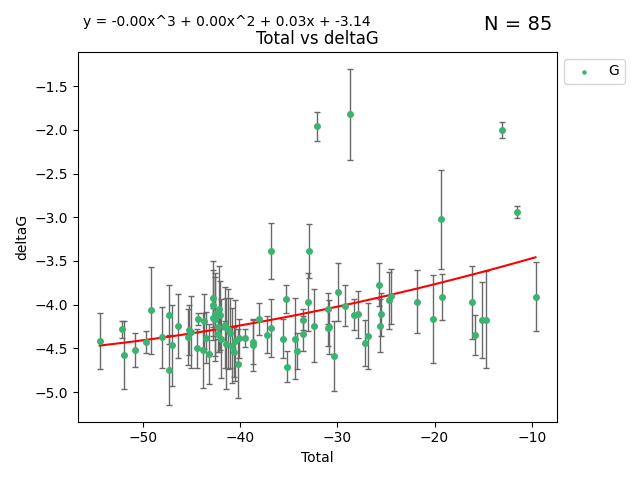 y = -0.00x^3 + 0.00x^2 + 0.03x + -3.14
N = 85
Total vs deltaG
G
deltaG
−1.5
−2.0
−2.5
−3.0
−3.5
−4.0
−4.5
−5.0
−50
−40
−30
−20
−10
Total